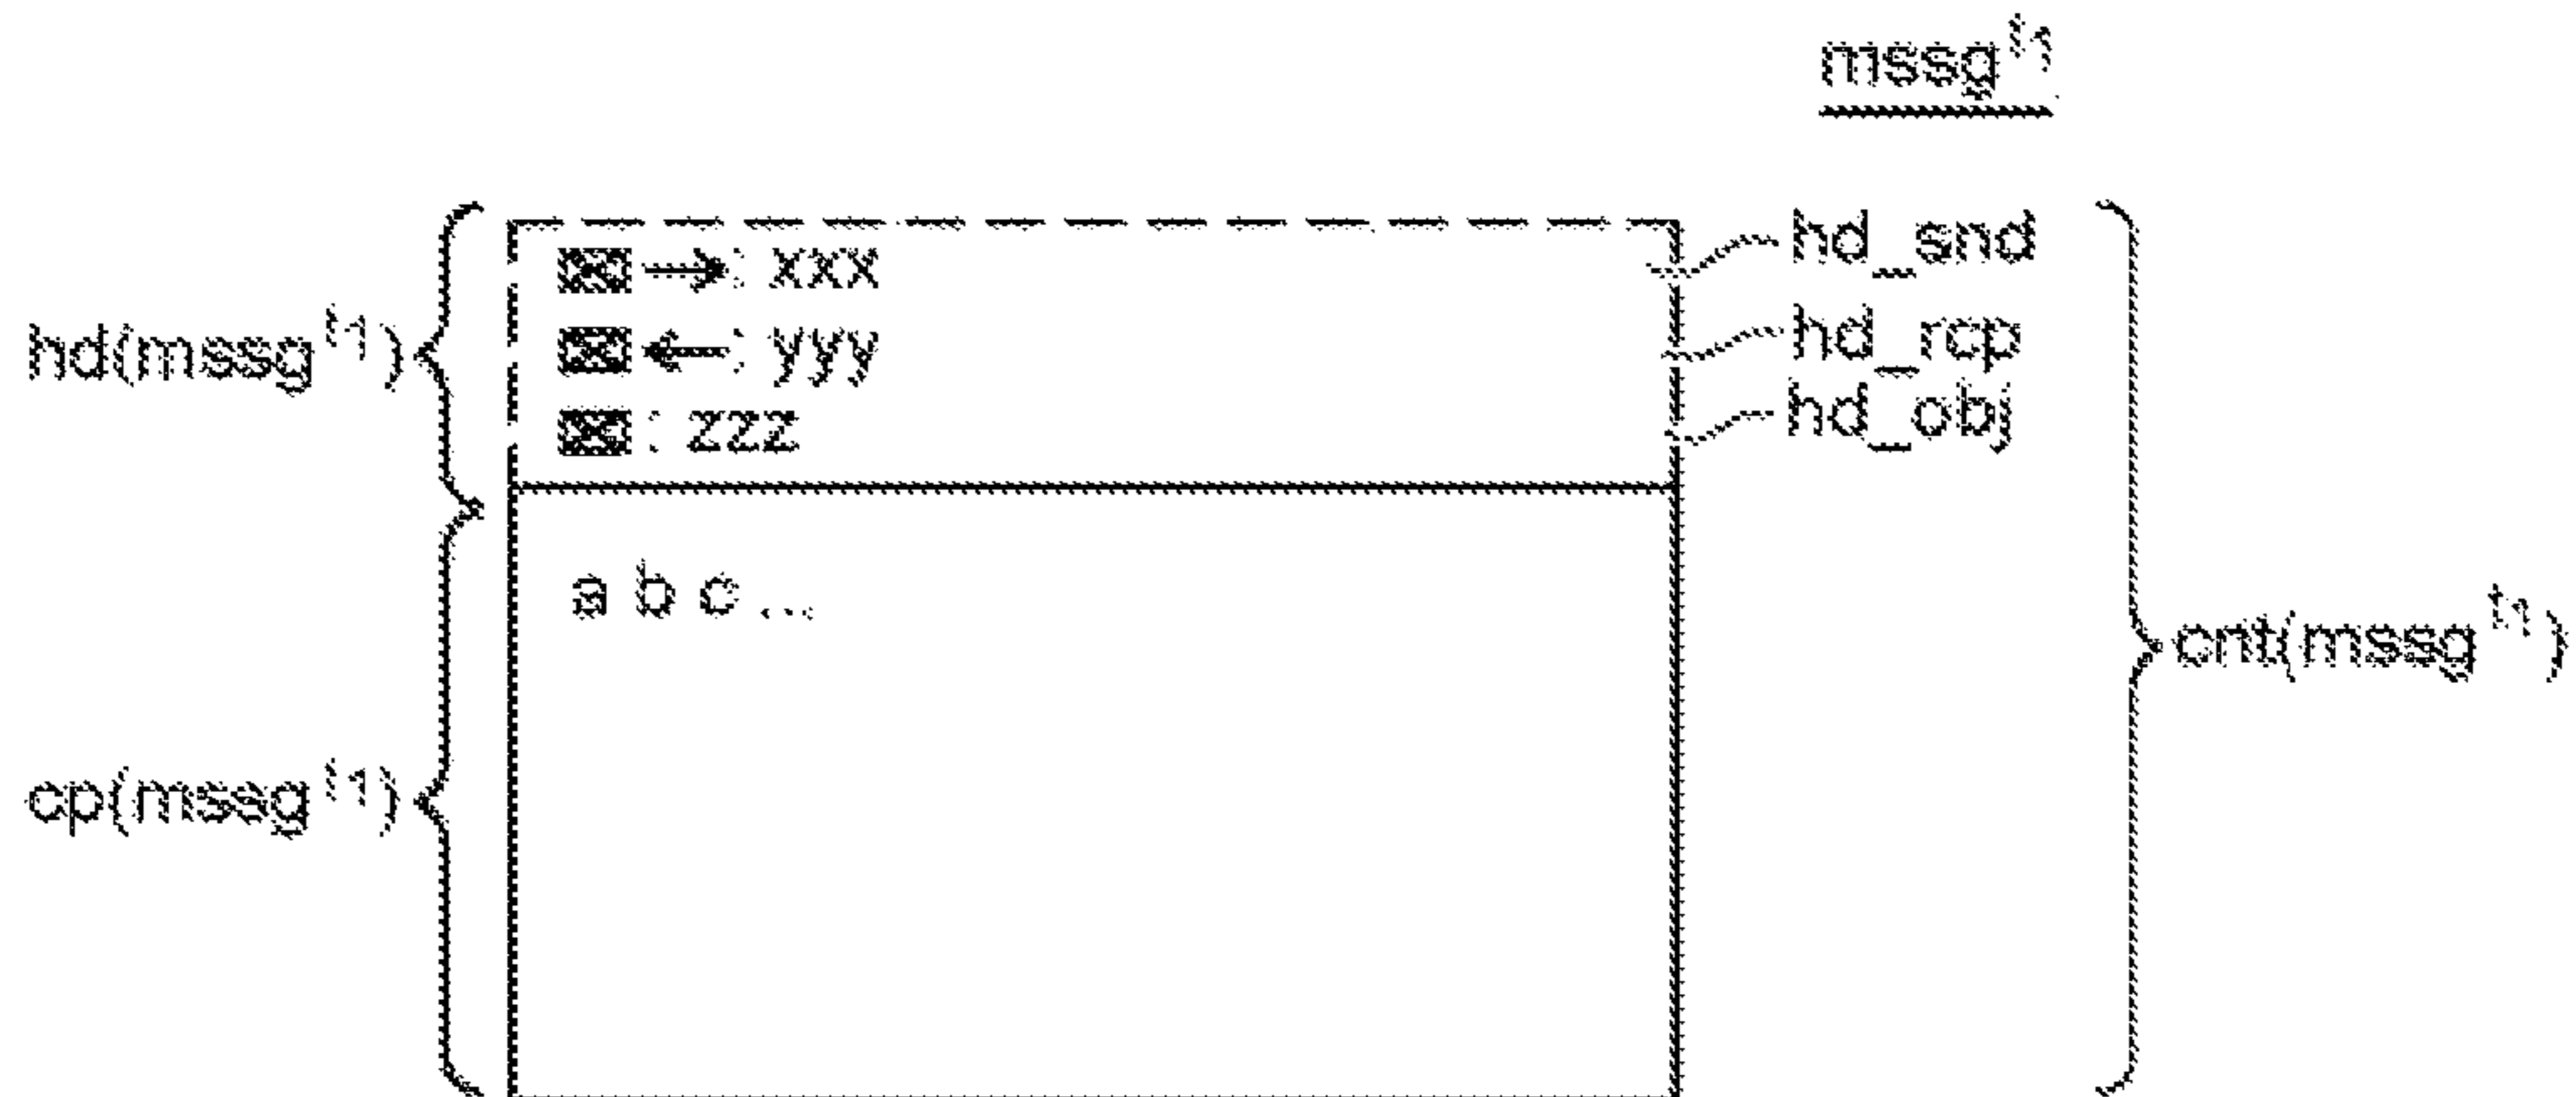 mssg t1
→: xxx hd_snd
hd(mssg t1) ←: yyy hd_rcp
: zzz hd_obj
a b c ...
cnt(mssg t1)
cp(mssg t1)